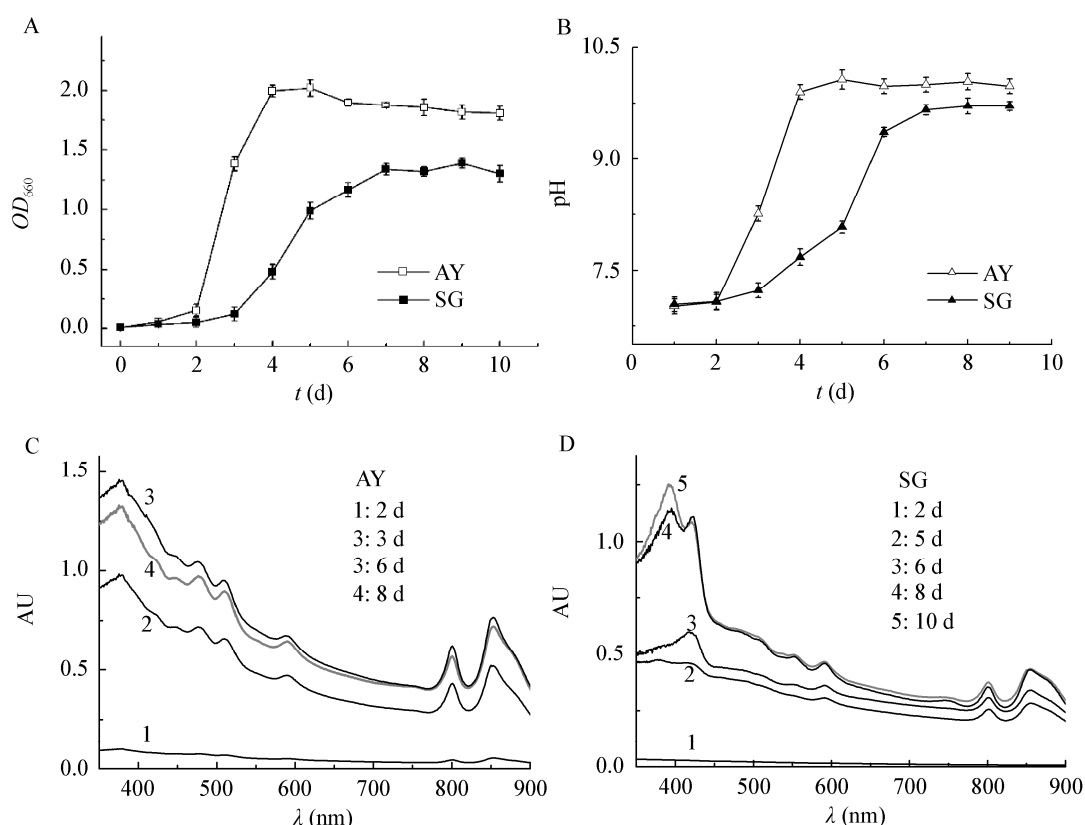 A
2.0
1.5
1.0
0.5
0.0
OD660
AY
SG
0 2 4 6 8 10
t (d)
B
10.5
9.0
7.5
pH
AY
SG
0 2 4 6 8 10
t (d)
C
1.5
1.0
0.5
0.0
AU
AY
1: 2 d
3: 3 d
3: 6 d
4: 8 d
3
4
2
1
400 500 600 700 800 900
λ (nm)
D
1.0
0.5
0.0
AU
SG
1: 2 d
2: 5 d
3: 6 d
4: 8 d
5: 10 d
5
4
3
2
1
400 500 600 700 800 900
λ (nm)